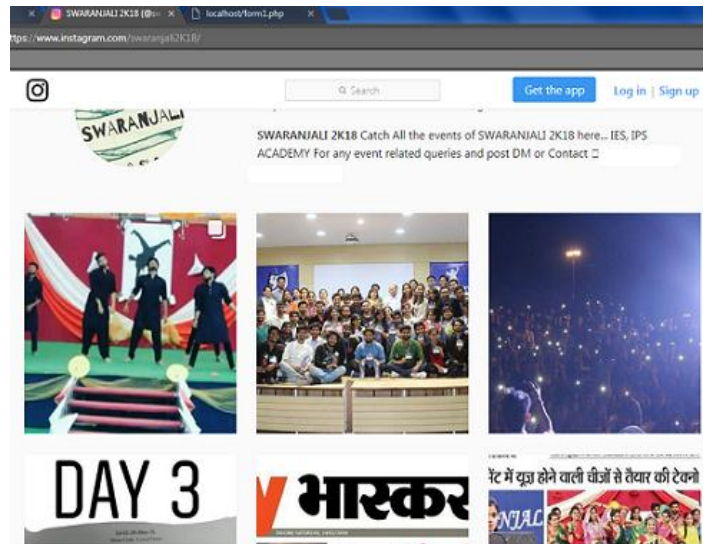 SWARANJALI 2K18 (@s
localhost/form1.php
ttps://www.instagram.com/swaranjali2K18/
Search
Get the app
Log in | Sign up
SWARANJALI
SWARANJALI 2K18 Catch All the events of SWARANJALI 2K18 here... IES, IPS
ACADEMY For any event related queries and post DM or Contact
DAY 3
भास्कर
ेंट में यूज़ होने वाली चीजों से तैयार की टेक्नो
NJAL